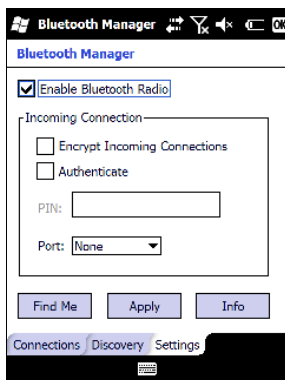 Bluetooth Manager OK
Bluetooth Manager
Enable Bluetooth Radio
Incoming Connection
Encrypt Incoming Connections
Authenticate
PIN:
Port: None
Find Me Apply Info
Connections Discovery Settings